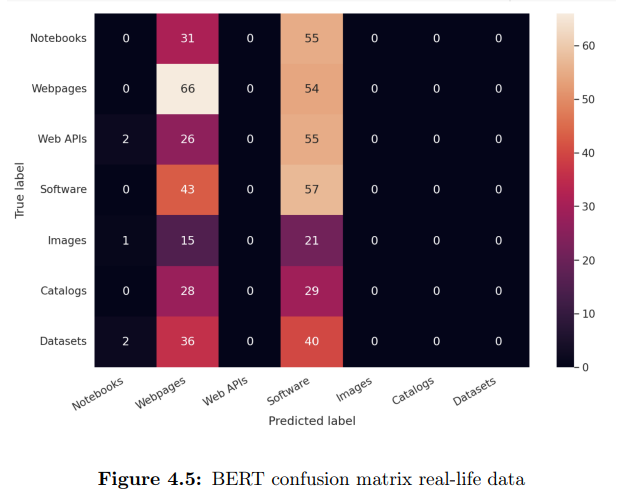 Notebooks 0 31 0 55 0 0 0 60
Webpages 0 66 0 54 0 0 0 50
Web APIs 2 26 0 55 0 0 0 40
Software 0 43 0 57 0 0 0 30
Images 1 15 0 21 0 0 0 20
Catalogs 0 28 0 29 0 0 0 10
Datasets 2 36 0 40 0 0 0 0
True label
Notebooks Webpages Web APIs Software Images Catalogs Datasets
Predicted label
Figure 4.5: BERT confusion matrix real-life data